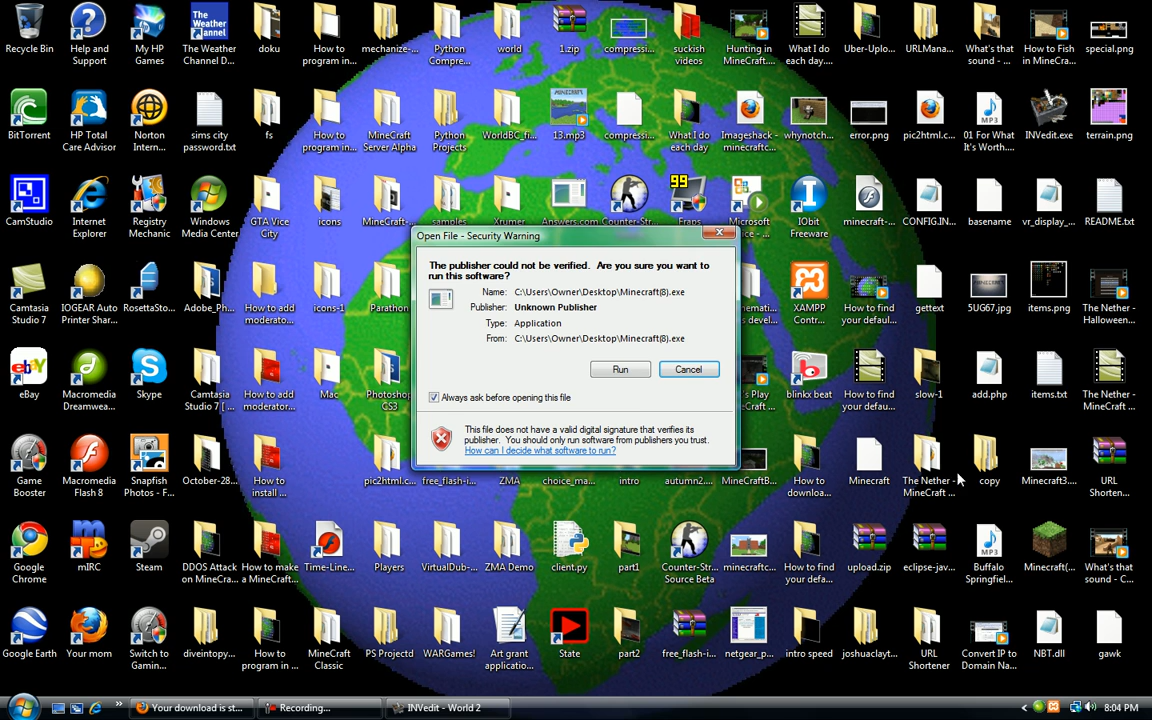 Recycle Bin
Help and
Support
My HP
Games
The
Weather
Channel
The Weather
Channel D...
doku
How to
program in...
mechanize-...
Python
Compre...
world
1.zip
compressi...
suckish
videos
Hunting in
MineCraft...
What I do
each day...
Uber-Uplo...
URLMana...
What's that
sound - ...
How to Fish
in MineCra...
special.png
BitTorrent
HP Total
Care Advisor
Norton
Intern...
sims city
password.txt
fs
How to
program in...
MineCraft
Server Alpha
Python
Projects
WorldBC_fi...
MINECRAFT
13.mp3
compressi...
What I do
each day
Imageshack -
minecraftc...
whynotch...
error.png
pic2html.c...
MP3
01 For What
It's Worth....
INVedit.exe
terrain.png
CamStudio
Internet
Explorer
Registry
Mechanic
Windows
Media Center
GTA Vice
City
icons
MineCraft-...
samples
Xrumer
Answers.com
Counter-Str...
99
Fraps
Microsoft
IObit
Freeware
minecraft-...
CONFIG.IN...
basename
vr_display_...
README.txt
Camtasia
Studio 7
IOGEAR Auto
Printer Shar...
RosettaSto...
Adobe_Ph...
How to add
moderato...
icons-1
Parathon
XAMPP
Contr...
How to find
your defaul...
gettext
5UG67.jpg
items.png
The Nether -
Halloween...
Open File - Security Warning
The publisher could not be verified.  Are you sure you want to
run this software?
Name: C:\Users\Owner\Desktop\Minecraft(8).exe
Publisher: Unknown Publisher
Type: Application
From: C:\Users\Owner\Desktop\Minecraft(8).exe
Run
Cancel
Always ask before opening this file
This file does not have a valid digital signature that verifies its
publisher.  You should only run software from publishers you trust.
How can I decide what software to run?
eBay
Macromedia
Dreamwea...
Skype
Camtasia
Studio 7 [ ...
How to add
moderator...
Mac
Photoshop
CS3
blinkx beat
How to find
your defau...
slow-1
add.php
items.txt
The Nether -
MineCraft ...
Game
Booster
Macromedia
Flash 8
Snapfish
Photos - F...
October-28...
How to
install ...
pic2html.c...
free_flash-i...
ZMA
choice_ma...
intro
autumn2....
MineCraftB...
How to
downloa...
Minecraft
The Nether -
MineCraft ...
copy
Minecraft3....
URL
Shorten...
Google
Chrome
mIRC
Steam
DDOS Attack
on MineCra...
How to make
a MineCraft...
Time-Line...
Players
VirtualDub-...
ZMA Demo
client.py
part1
Counter-Str...
Source Beta
minecraftc...
How to find
your defa...
upload.zip
eclipse-jav...
MP3
Buffalo
Springfiel...
Minecraft(...
What's that
sound - C...
Google Earth
Your mom
Switch to
Gamin...
diveintopy...
How to
program in ...
MineCraft
Classic
PS Projectd
WARGames!
Art grant
applicatio...
State
part2
free_flash-i...
netgear_p...
intro speed
joshuaclayt...
URL
Shortener
Convert IP to
Domain Na...
NBT.dll
gawk
Your download is st...
Recording...
INVedit - World 2
8:04 PM